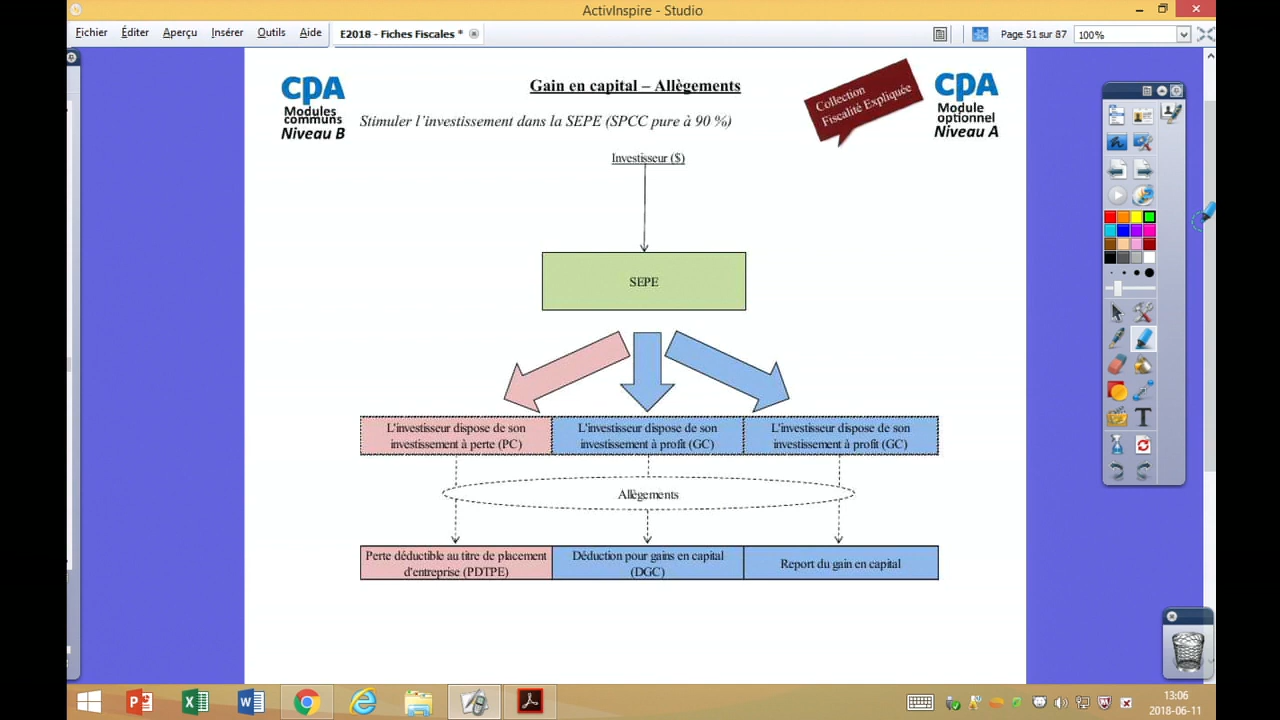 ActivInspire - Studio
Fichier Éditer Aperçu Insérer Outils Aide
E2018 - Fiches Fiscales *
Page 51 sur 87
100%
CPA
Modules
communs
Niveau B
Gain en capital – Allègements
Stimuler l'investissement dans la SEPE (SPCC pure à 90 %)
Collection
Fiscalité Expliquée
CPA
Module
optionnel
Niveau A
Investisseur ($)
SEPE
L'investisseur dispose de son
investissement à perte (PC)
L'investisseur dispose de son
investissement à profit (GC)
L'investisseur dispose de son
investissement à profit (GC)
Allègements
Perte déductible au titre de placement
d'entreprise (PDTPE)
Déduction pour gains en capital
(DGC)
Report du gain en capital
13:06
2018-06-11